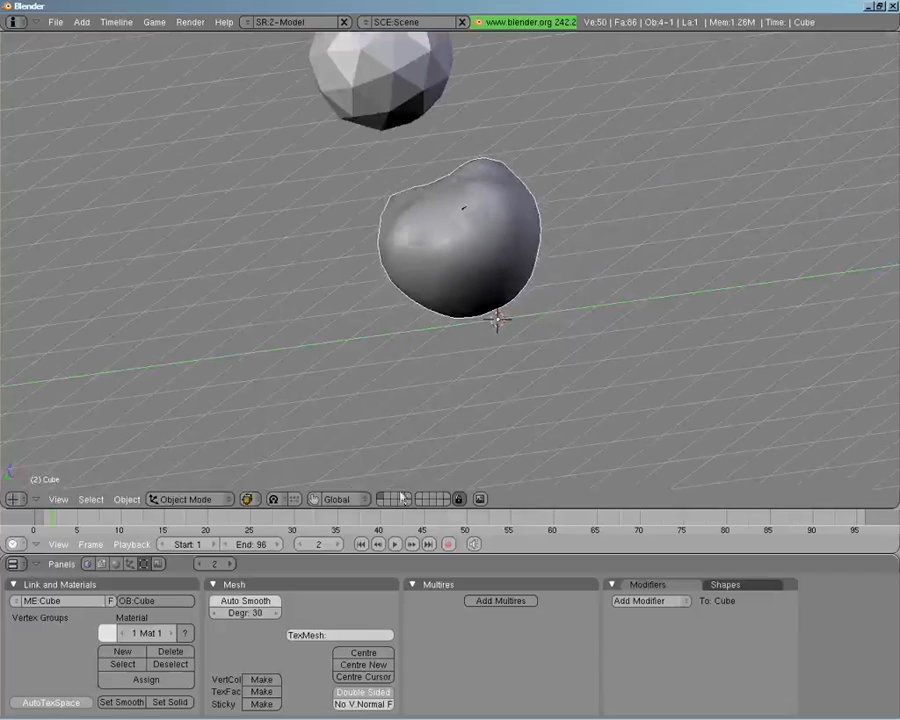 Blender
File Add Timeline Game Render Help SR:2-Model SCE:Scene www.blender.org 242.2 Ve:50 | Fa:66 | Ob:4-1 | La:1 | Mem:1.26M | Time: | Cube
(2) Cube
View Select Object Object Mode Global
0 5 10 15 20 25 30 35 40 45 50 55 60 65 70 75 80 85 90 95
View Frame Playback Start: 1 End: 96 2
Panels 2
Link and Materials
ME:Cube F OB:Cube
Vertex Groups Material
1 Mat 1 ?
New Delete
Select Deselect
Assign
AutoTexSpace Set Smooth Set Solid
Mesh
Auto Smooth
Degr: 30
TexMesh:
Centre
Centre New
Centre Cursor
VertCol Make
TexFac Make
Sticky Make
Double Sided
No V.Normal F
Multires
Add Multires
Modifiers Shapes
Add Modifier To: Cube